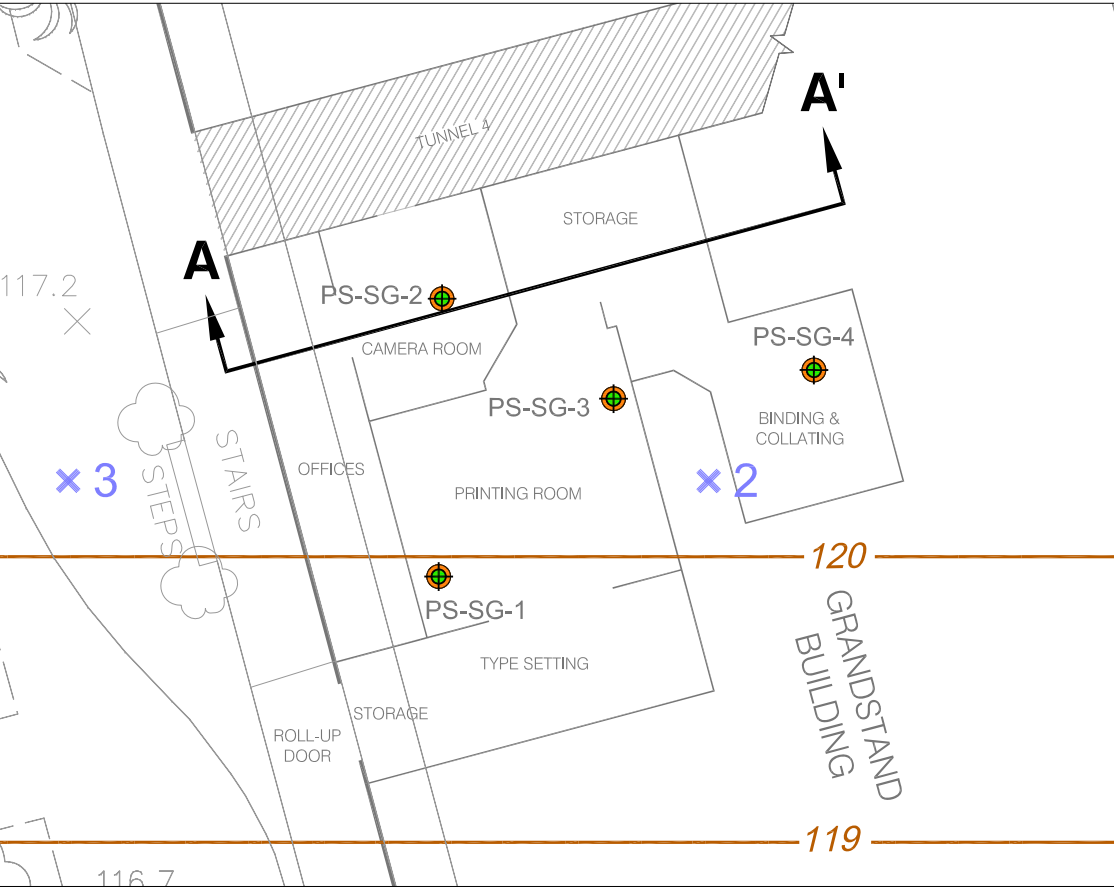 TUNNEL 4
A'
STORAGE
A
117.2
PS-SG-2
CAMERA ROOM
PS-SG-4
PS-SG-3
BINDING &
COLLATING
OFFICES
STAIRS
STEPS
3
PRINTING ROOM
2
120
PS-SG-1
GRANDSTAND
BUILDING
TYPE SETTING
STORAGE
ROLL-UP
DOOR
119
116.7